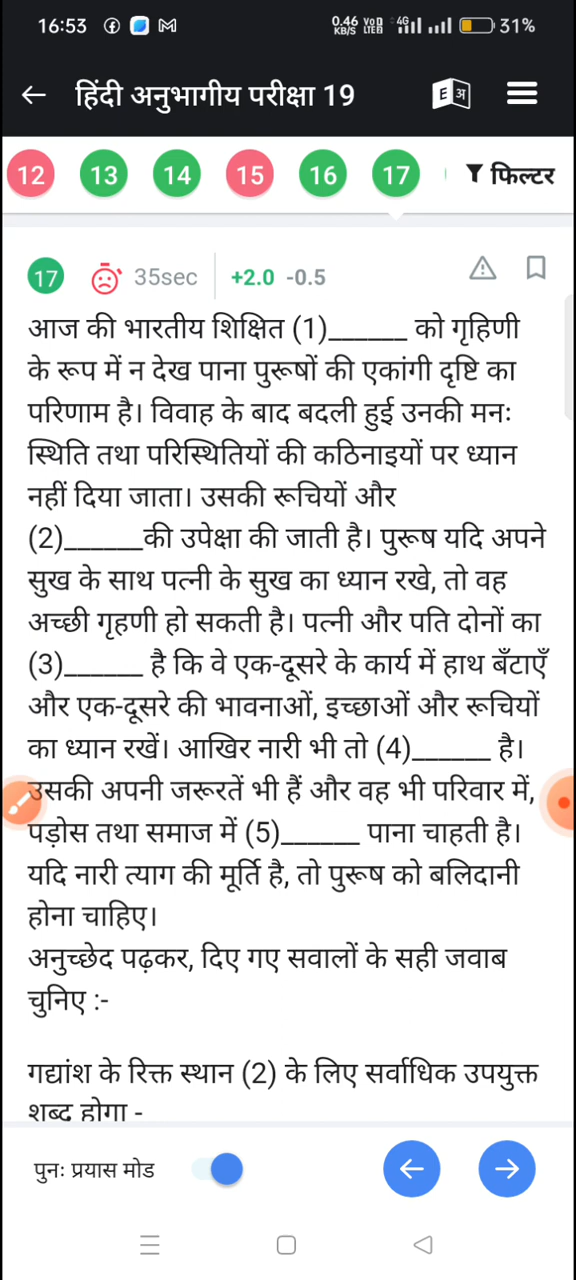 16:53 0.46 KB/S VoD LTE 4G 31%
हिंदी अनुभागीय परीक्षा 19 E अ
12 13 14 15 16 17 फिल्टर
17 35sec +2.0 -0.5
आज की भारतीय शिक्षित (1)______ को गृहिणी
के रूप में न देख पाना पुरूषों की एकांगी दृष्टि का
परिणाम है। विवाह के बाद बदली हुई उनकी मनः
स्थिति तथा परिस्थितियों की कठिनाइयों पर ध्यान
नहीं दिया जाता। उसकी रूचियों और
(2)______की उपेक्षा की जाती है। पुरूष यदि अपने
सुख के साथ पत्नी के सुख का ध्यान रखे, तो वह
अच्छी गृहणी हो सकती है। पत्नी और पति दोनों का
(3)______ है कि वे एक-दूसरे के कार्य में हाथ बँटाएँ
और एक-दूसरे की भावनाओं, इच्छाओं और रूचियों
का ध्यान रखें। आखिर नारी भी तो (4)______ है।
उसकी अपनी जरूरतें भी हैं और वह भी परिवार में,
पड़ोस तथा समाज में (5)______ पाना चाहती है।
यदि नारी त्याग की मूर्ति है, तो पुरूष को बलिदानी
होना चाहिए।
अनुच्छेद पढ़कर, दिए गए सवालों के सही जवाब
चुनिए :-
गद्यांश के रिक्त स्थान (2) के लिए सर्वाधिक उपयुक्त
शब्द होगा -
पुनः प्रयास मोड